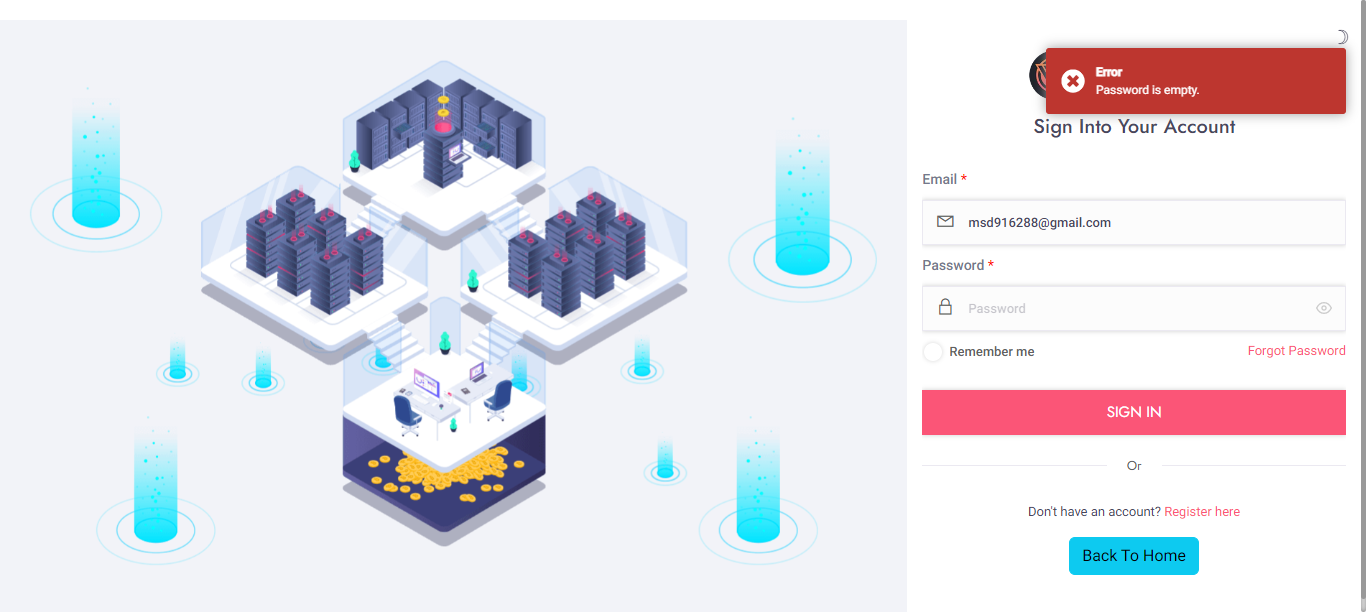 Error
Password is empty.
Sign Into Your Account
Email *
msd916288@gmail.com
Password *
Password
Remember me
Forgot Password
SIGN IN
Or
Don't have an account? Register here
Back To Home